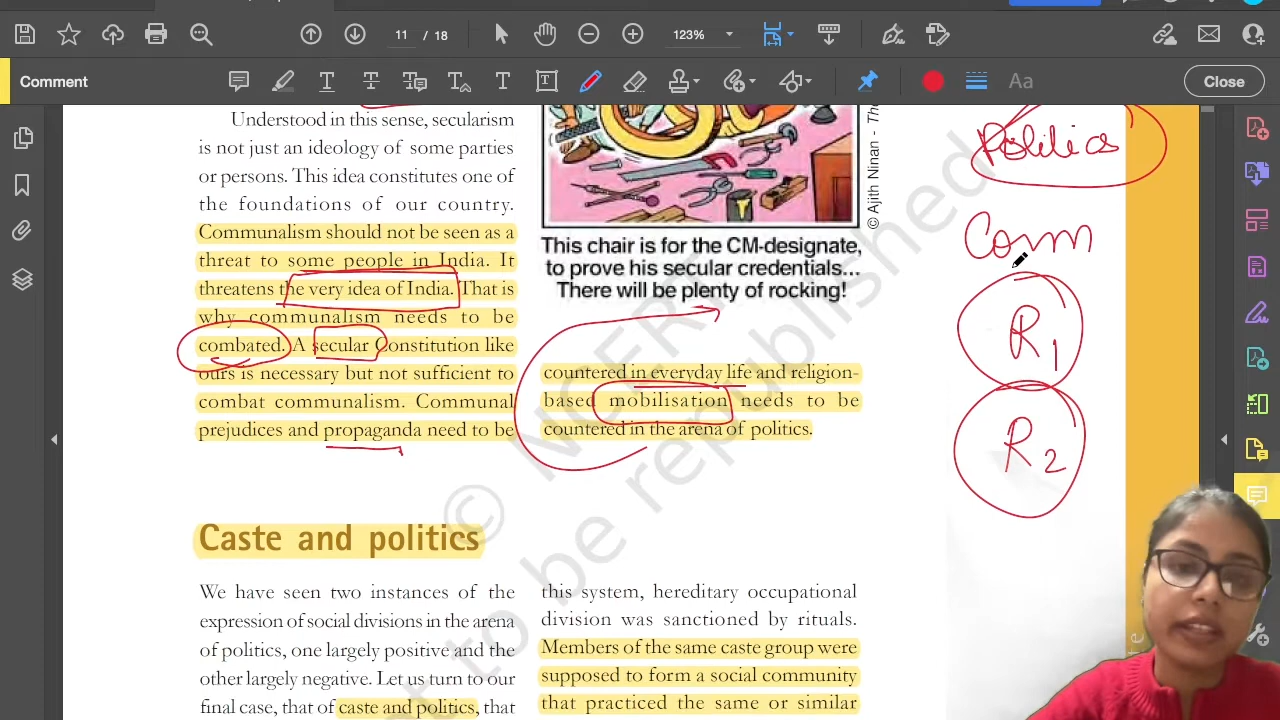 11 / 18
123%
Comment
T
T
T
T
T
Aa
Close
Understood in this sense, secularism
is not just an ideology of some parties
or persons. This idea constitutes one of
the foundations of our country.
Communalism should not be seen as a
threat to some people in India. It
threatens the very idea of India. That is
why communalism needs to be
combated. A secular Constitution like
ours is necessary but not sufficient to
combat communalism. Communal
prejudices and propaganda need to be
© Ajith Ninan - The
This chair is for the CM-designate,
to prove his secular credentials...
There will be plenty of rocking!
countered in everyday life and religion-
based mobilisation needs to be
countered in the arena of politics.
Politics
Comm
R1
R2
© NCERT
not to be republished
Caste and politics
We have seen two instances of the
expression of social divisions in the arena
of politics, one largely positive and the
other largely negative. Let us turn to our
final case, that of caste and politics, that
this system, hereditary occupational
division was sanctioned by rituals.
Members of the same caste group were
supposed to form a social community
that practiced the same or similar